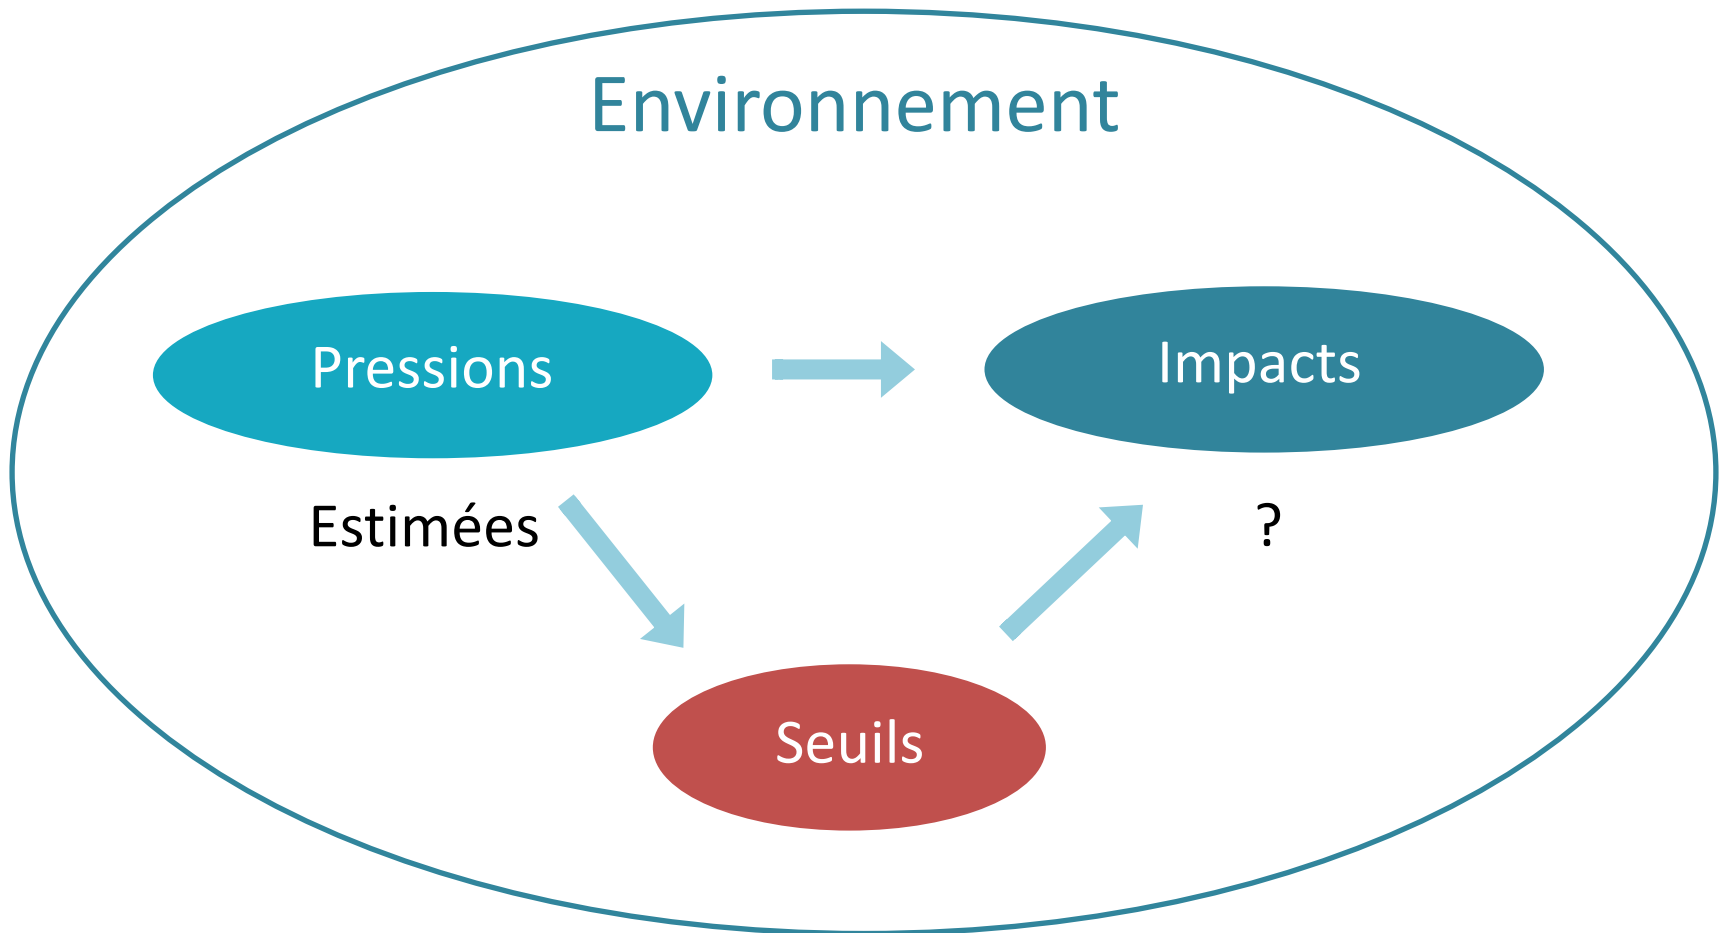 Environnement
Pressions
Impacts
Estimées
?
Seuils